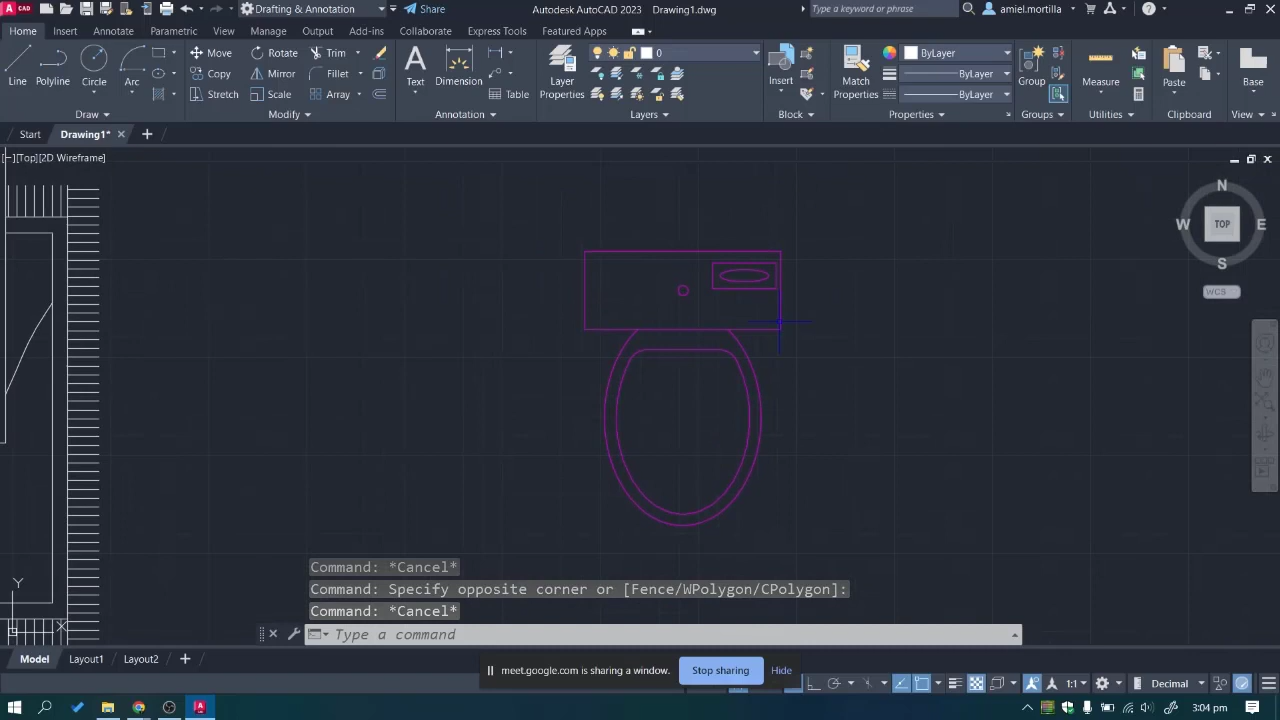 CAD
Drafting & Annotation
Share
Autodesk AutoCAD 2023 Drawing1.dwg
Type a keyword or phrase
amiel.mortilla
Home Insert Annotate Parametric View Manage Output Add-ins Collaborate Express Tools Featured Apps
Line Polyline Circle Arc
Move Rotate Trim
Copy Mirror Fillet
Stretch Scale Array
Text Dimension
Table
Layer
Properties
0
Insert
Match
Properties
ByLayer
ByLayer
ByLayer
Group
Measure
Paste
Base
Draw Modify Annotation Layers Block Properties Groups Utilities Clipboard View
Start Drawing1*
[−][Top][2D Wireframe]
N
W TOP E
S
WCS
Y
X
Command: *Cancel*
Command: Specify opposite corner or [Fence/WPolygon/CPolygon]:
Command: *Cancel*
Type a command
Model Layout1 Layout2
meet.google.com is sharing a window. Stop sharing Hide
1:1 Decimal
3:04 pm